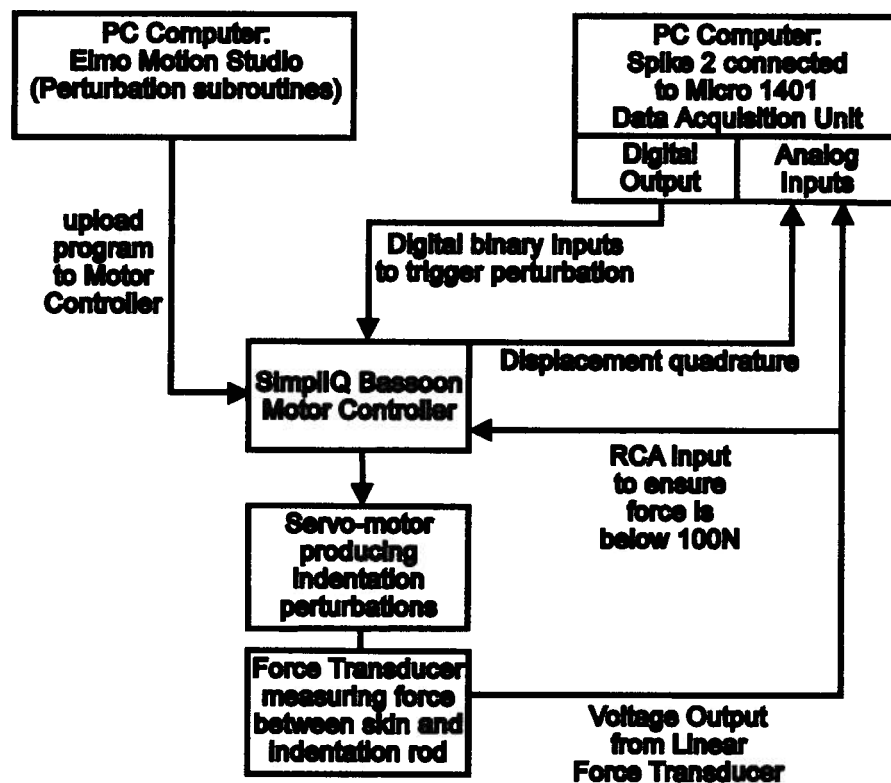 PC Computer:
Elmo Motion Studio
(Perturbation subroutines)
PC Computer:
Spike 2 connected
to Micro 1401
Data Acquisition Unit
Digital
Output
Analog
Inputs
upload
program
to Motor
Controller
Digital binary inputs
to trigger perturbation
SimpliQ Bassoon
Motor Controller
Displacement quadrature
RCA input
to ensure
force is
below 100N
Servo-motor
producing
indentation
perturbations
Force Transducer
measuring force
between skin and
indentation rod
Voltage Output
from Linear
Force Transducer